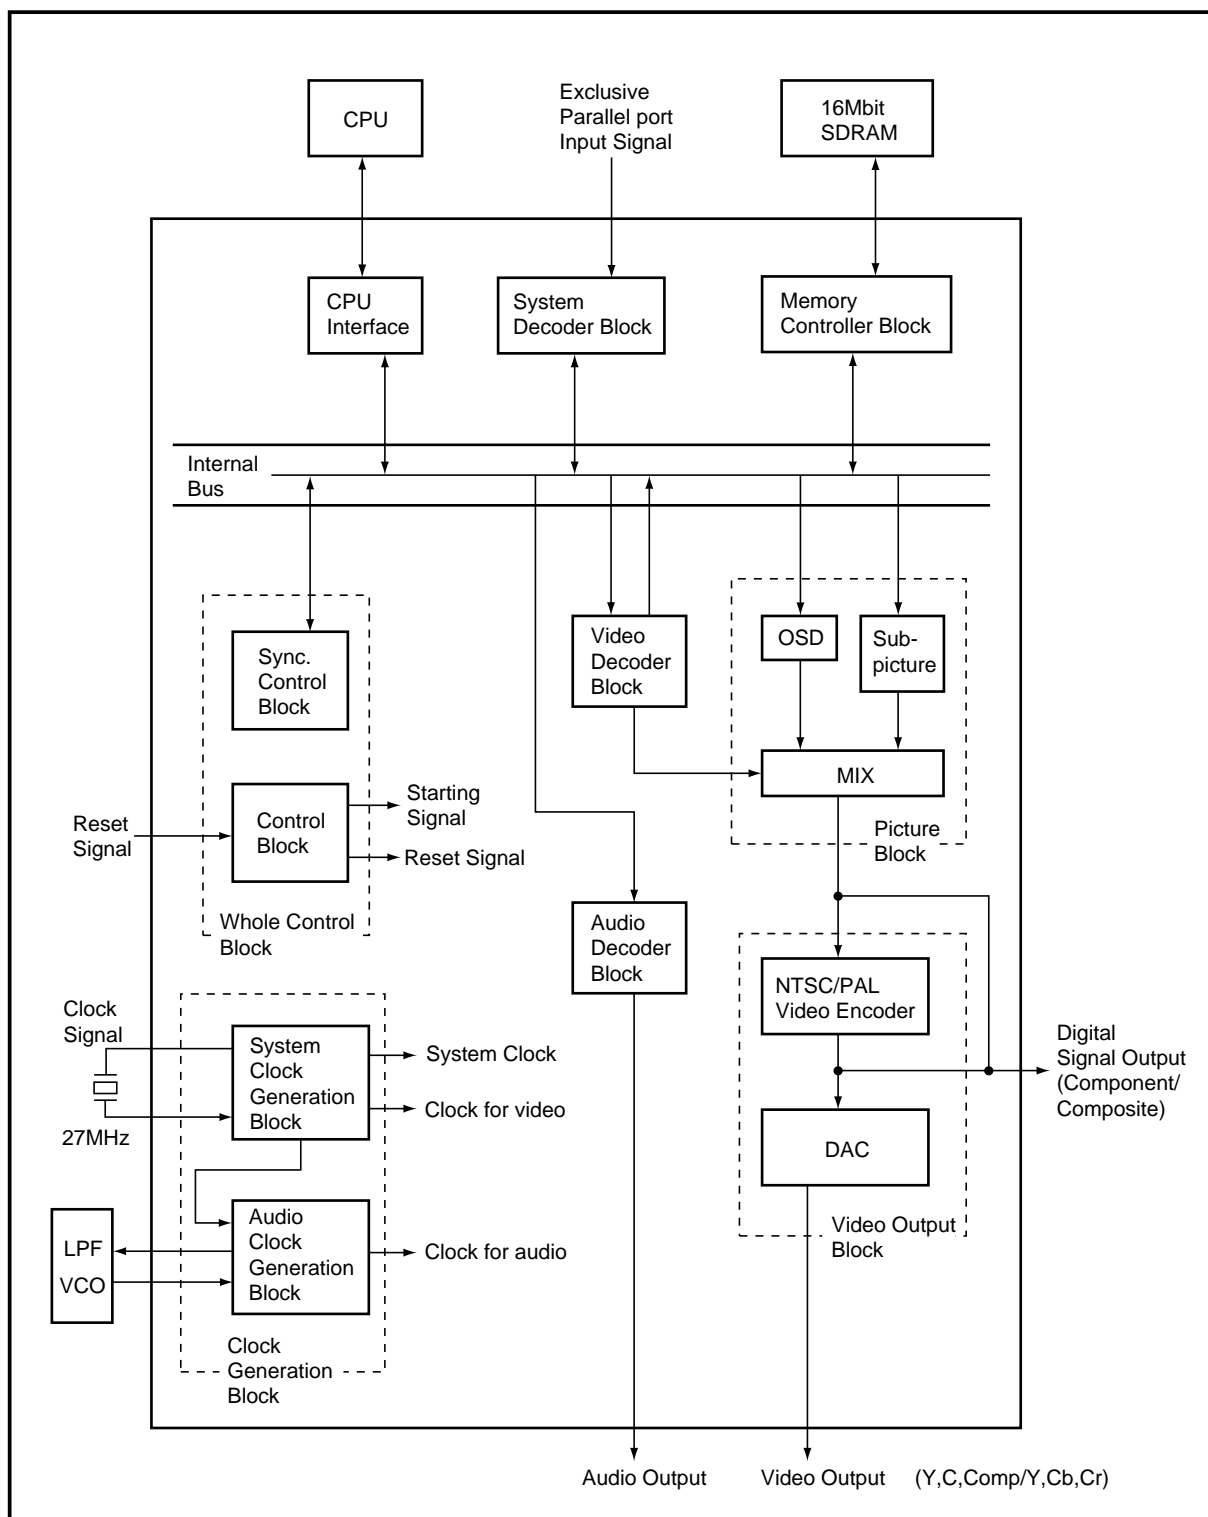 CPU
Exclusive
Parallel port
Input Signal
16Mbit
SDRAM
CPU
Interface
System
Decoder Block
Memory
Controller Block
Internal
Bus
Sync.
Control
Block
Video
Decoder
Block
OSD
Sub-
picture
MIX
Picture
Block
Reset
Signal
Control
Block
Starting
Signal
Reset Signal
Whole Control
Block
Audio
Decoder
Block
NTSC/PAL
Video Encoder
Clock
Signal
27MHz
System
Clock
Generation
Block
System Clock
Clock for video
Digital
Signal Output
(Component/
Composite)
DAC
Video Output
Block
LPF
VCO
Audio
Clock
Generation
Block
Clock for audio
Clock
Generation
Block
Audio Output
Video Output
(Y,C,Comp/Y,Cb,Cr)